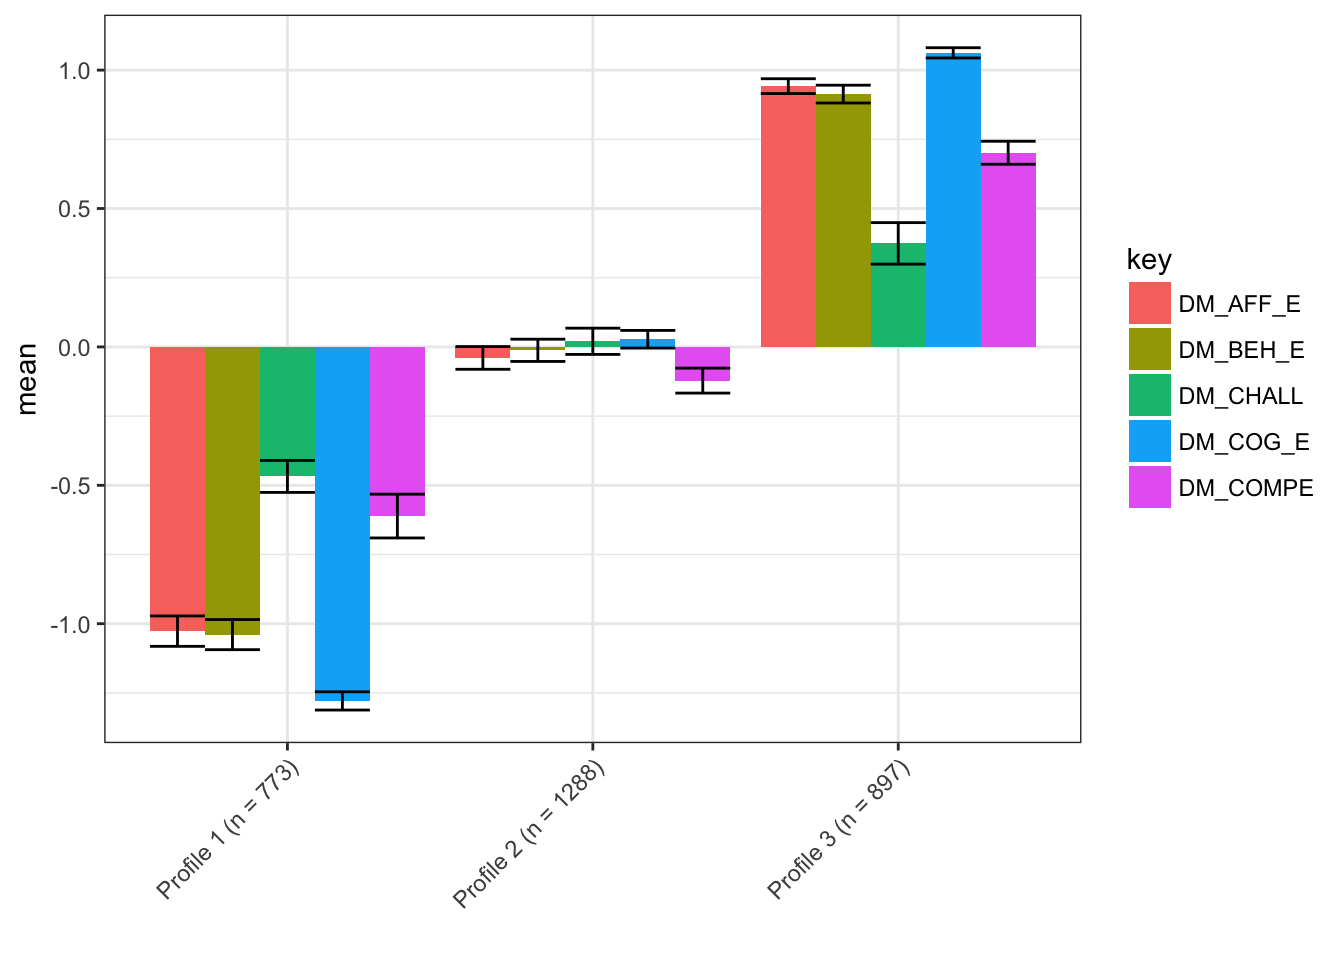 1.0
0.5
0.0
-0.5
-1.0
mean
Profile 1 (n = 773)
Profile 2 (n = 1288)
Profile 3 (n = 897)
key
DM_AFF_E
DM_BEH_E
DM_CHALL
DM_COG_E
DM_COMPE